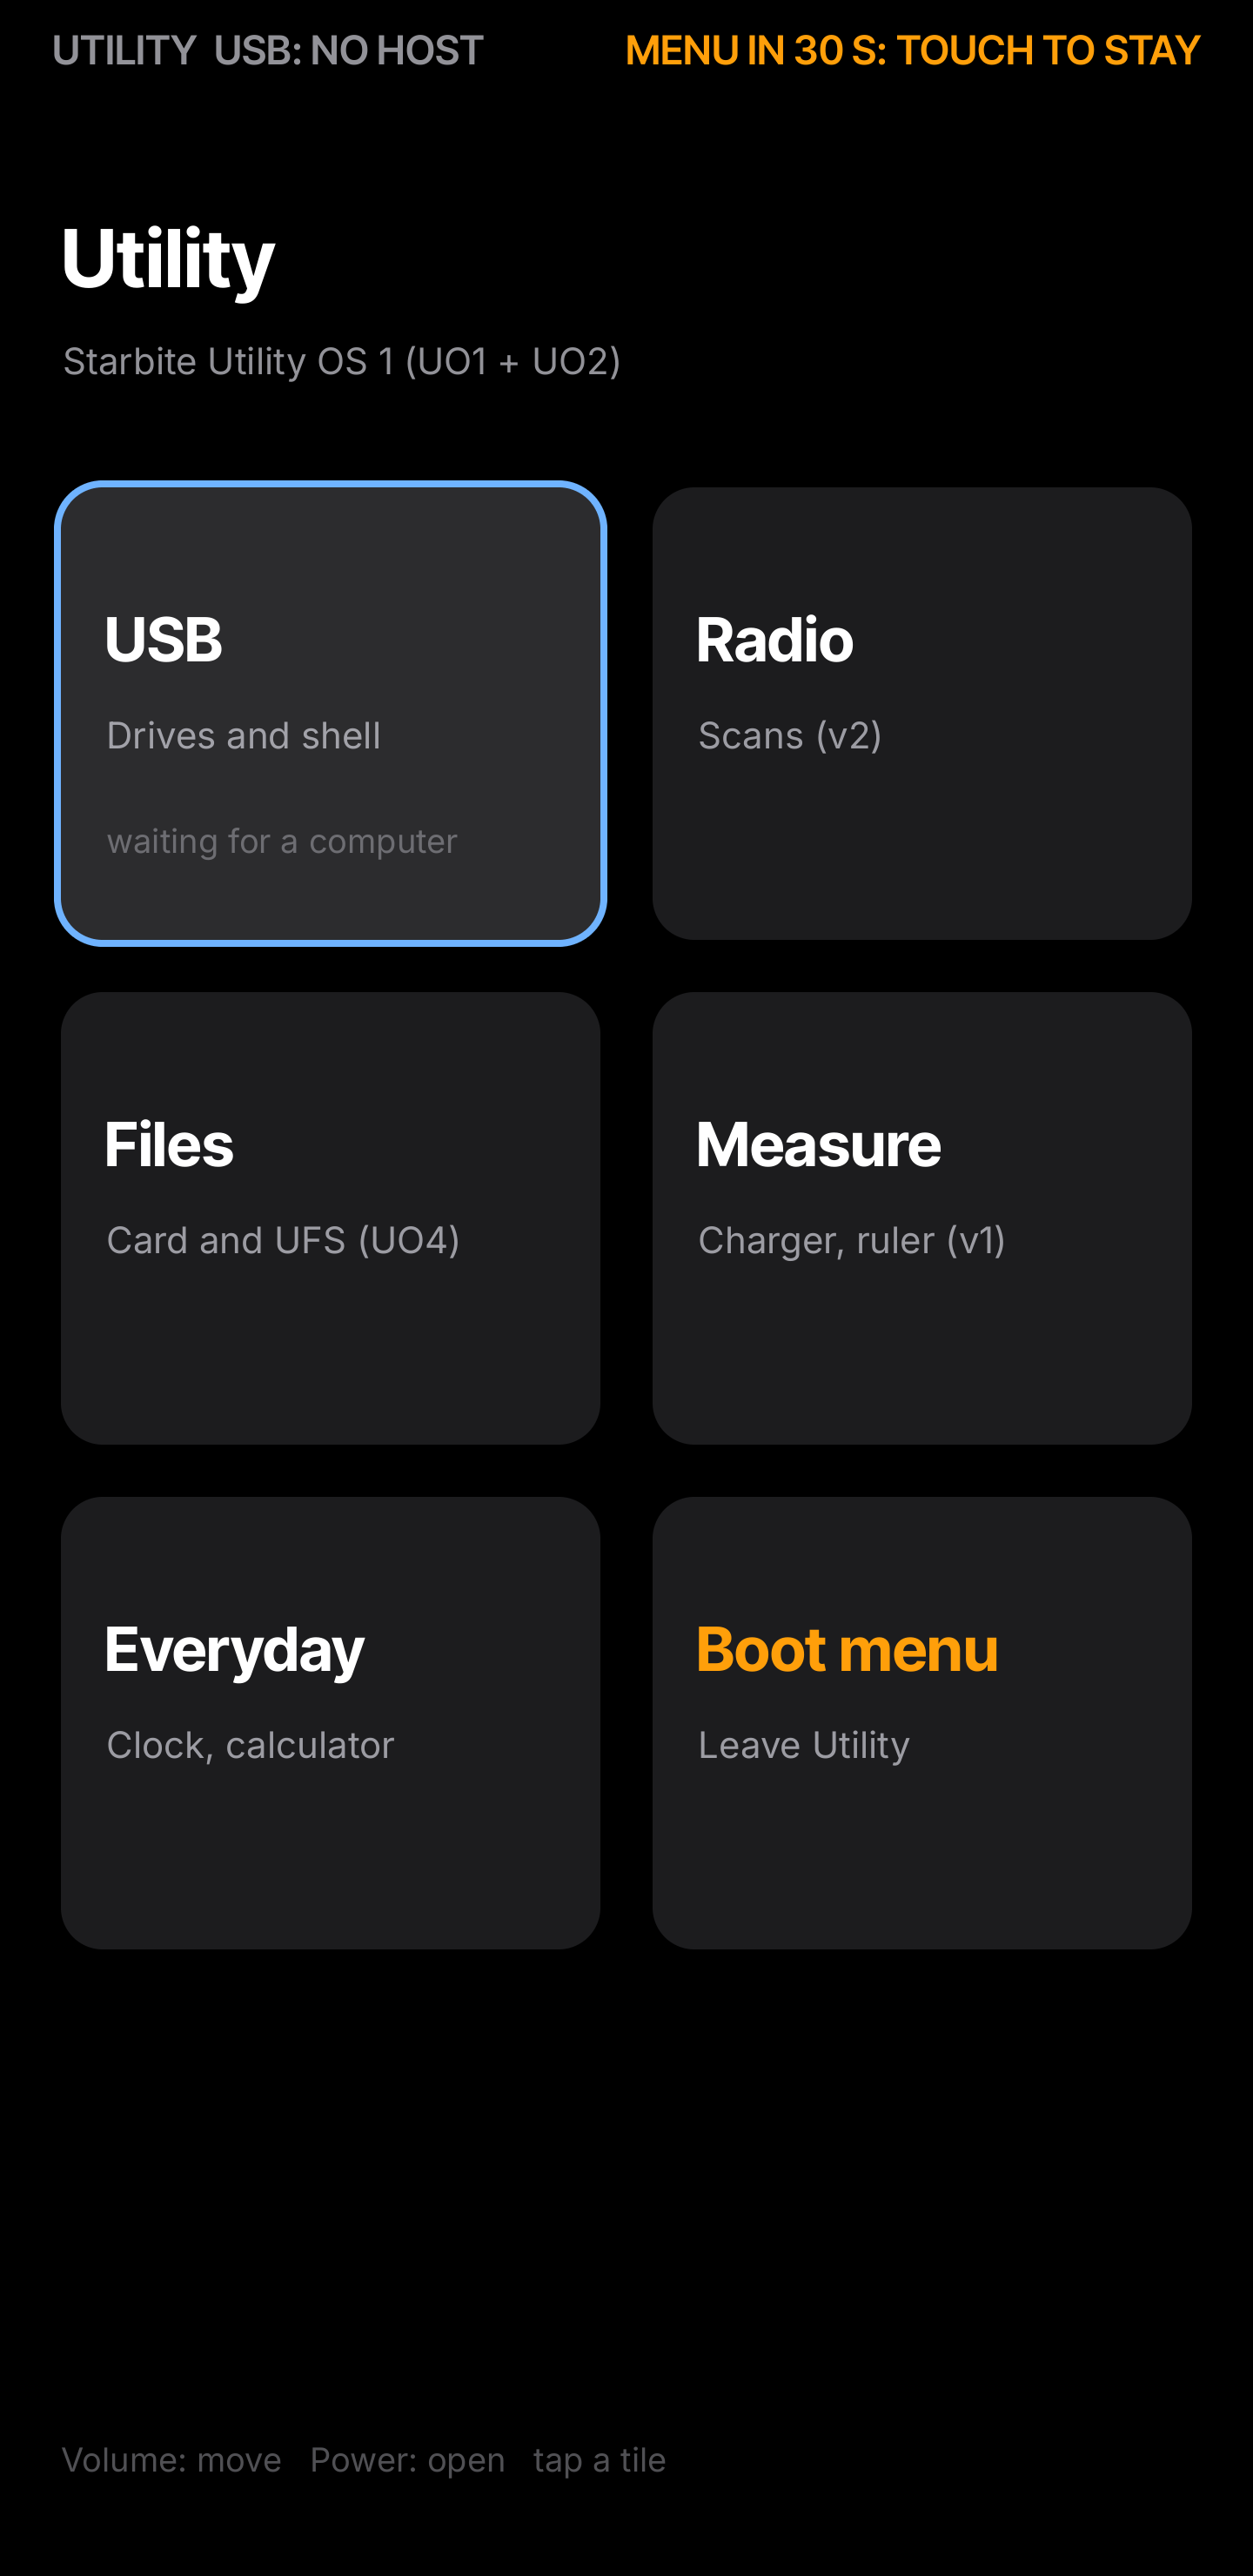 UTILITY USB: NO HOST
MENU IN 30 S: TOUCH TO STAY
Utility
Starbite Utility OS 1 (UO1 + UO2)
USB
Drives and shell
waiting for a computer
Radio
Scans (v2)
Files
Card and UFS (UO4)
Measure
Charger, ruler (v1)
Everyday
Clock, calculator
Boot menu
Leave Utility
Volume: move Power: open tap a tile